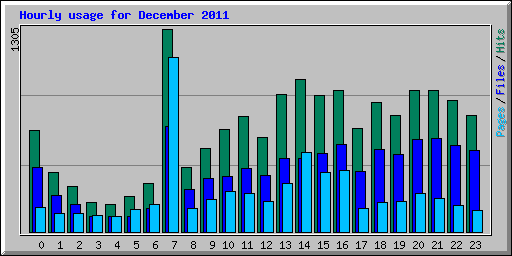 Hourly usage for December 2011
1305
Pages / Files / Hits
0 1 2 3 4 5 6 7 8 9 10 11 12 13 14 15 16 17 18 19 20 21 22 23